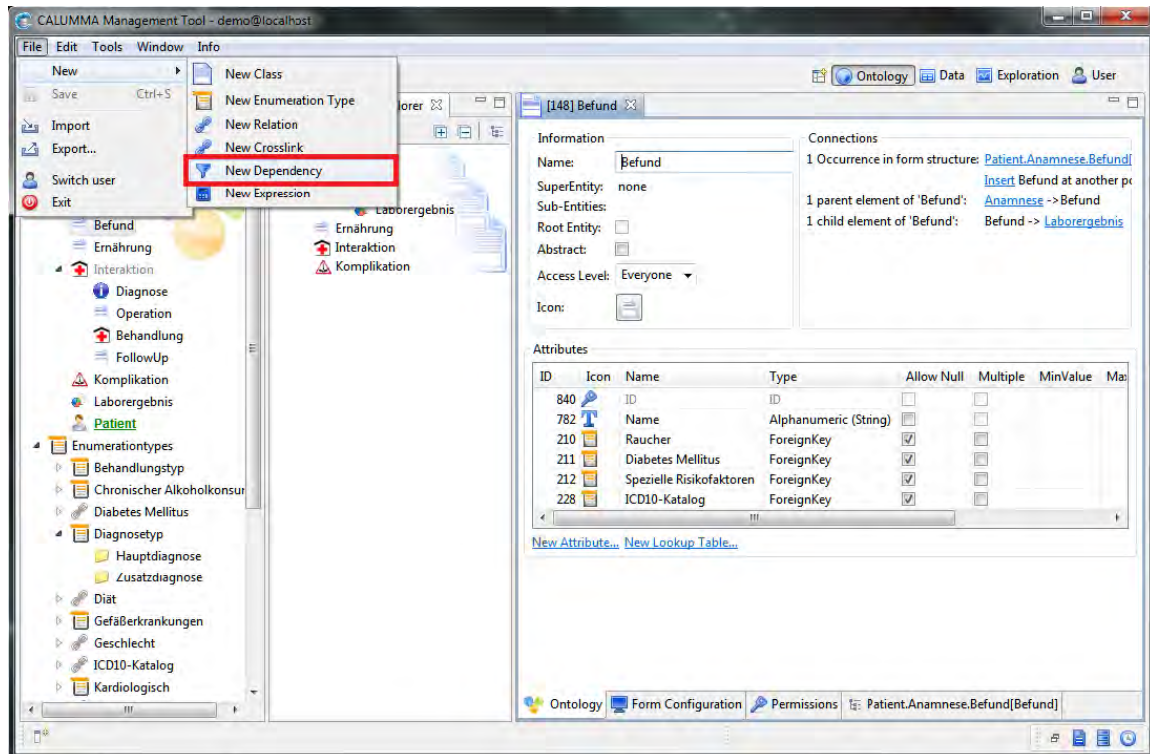 CALUMMA Management Tool - demo@localhost
File Edit Tools Window Info
New
Save Ctrl+S
Import
Export...
Switch user
Exit
New Class
New Enumeration Type
New Relation
New Crosslink
New Dependency
New Expression
Ontology Data Exploration User
lorer
Befund
Ernährung
Interaktion
Diagnose
Operation
Behandlung
FollowUp
Komplikation
Laborergebnis
Patient
Enumerationtypes
Behandlungstyp
Chronischer Alkoholkonsur
Diabetes Mellitus
Diagnosetyp
Hauptdiagnose
Zusatzdiagnose
Diät
Gefäßerkrankungen
Geschlecht
ICD10-Katalog
Kardiologisch
Laborergebnis
Ernährung
Interaktion
Komplikation
[148] Befund
Information
Name: Befund
SuperEntity: none
Sub-Entities:
Root Entity:
Abstract:
Access Level: Everyone
Icon:
Connections
1 Occurrence in form structure: Patient.Anamnese.Befund[
Insert Befund at another po
1 parent element of 'Befund': Anamnese ->Befund
1 child element of 'Befund': Befund -> Laborergebnis
Attributes
ID Icon Name Type Allow Null Multiple MinValue Ma
840 ID ID
782 Name Alphanumeric (String)
210 Raucher ForeignKey
211 Diabetes Mellitus ForeignKey
212 Spezielle Risikofaktoren ForeignKey
228 ICD10-Katalog ForeignKey
New Attribute... New Lookup Table...
Ontology Form Configuration Permissions Patient.Anamnese.Befund[Befund]